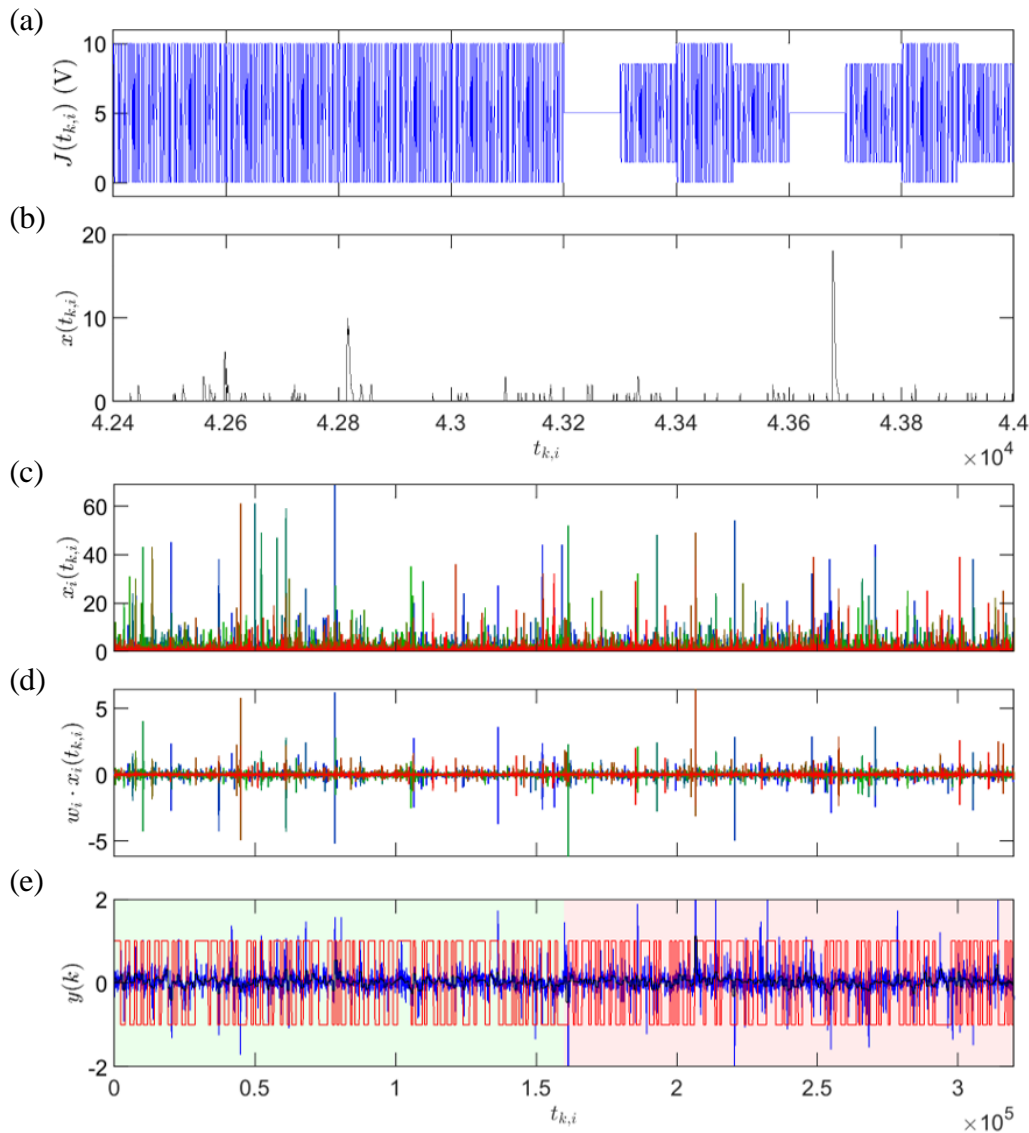 (a)
J(t_{k,i}) (V)
10
5
0
(b)
x(t_{k,i})
20
10
0
4.24 4.26 4.28 4.3 4.32 4.34 4.36 4.38 4.4
t_{k,i}
×10^4
(c)
x_i(t_{k,i})
60
40
20
0
(d)
w_i · x_i(t_{k,i})
5
0
-5
(e)
y(k)
2
0
-2
0 0.5 1 1.5 2 2.5 3
t_{k,i}
×10^5